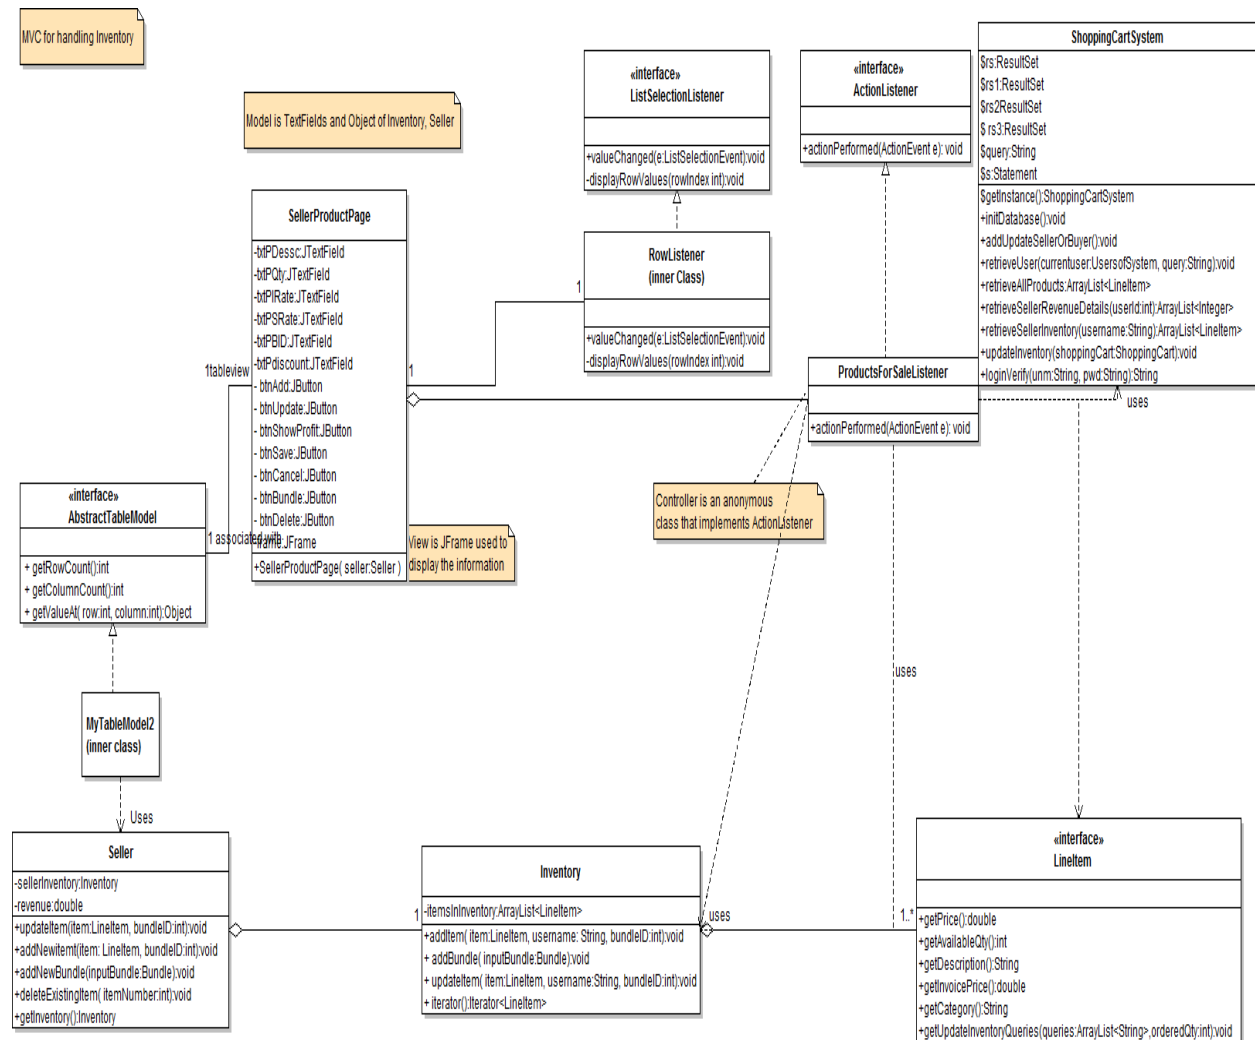 MVC for handling Inventory
Model is TextFields and Object of Inventory, Seller
«interface»
ListSelectionListener
+valueChanged(e:ListSelectionEvent):void
-displayRowValues(rowIndex int):void
«interface»
ActionListener
+actionPerformed(ActionEvent e): void
ShoppingCartSystem
$rs:ResultSet
$rs1:ResultSet
$rs2ResultSet
$ rs3:ResultSet
$query:String
$s:Statement
$getInstance():ShoppingCartSystem
+initDatabase():void
+addUpdateSellerOrBuyer():void
+retrieveUser(currentuser:UsersofSystem, query:String):void
+retrieveAllProducts:ArrayList<LineItem>
+retrieveSellerRevenueDetails(userId:int):ArrayList<Integer>
+retrieveSellerInventory(username:String):ArrayList<LineItem>
+updateInventory(shoppingCart:ShoppingCart):void
+loginVerify(unm:String, pwd:String):String
SellerProductPage
-txtPDessc:JTextField
-txtPQty:JTextField
-txtPIRate:JTextField
-txtPSRate:JTextField
-txtPBID:JTextField
-txtPdiscount:JTextField
- btnAdd:JButton
- btnUpdate:JButton
- btnShowProfit:JButton
- btnSave:JButton
- btnCancel:JButton
- btnBundle:JButton
- btnDelete:JButton
-frame:JFrame
+SellerProductPage( seller:Seller )
RowListener
(inner Class)
+valueChanged(e:ListSelectionEvent):void
-displayRowValues(rowIndex int):void
1
1
1tableview
1 associated with
ProductsForSaleListener
+actionPerformed(ActionEvent e): void
uses
Controller is an anonymous
class that implements ActionListener
View is JFrame used to
display the information
«interface»
AbstractTableModel
+ getRowCount():int
+ getColumnCount():int
+ getValueAt( row:int, column:int):Object
MyTableModel2
(inner class)
Uses
uses
Seller
-sellerInventory:Inventory
-revenue:double
+updateItem(item:LineItem, bundleID:int):void
+addNewitemt(item: LineItem, bundleID:int):void
+addNewBundle(inputBundle:Bundle):void
+deleteExistingItem( itemNumber:int):void
+getInventory():Inventory
1
Inventory
-itemsInInventory:ArrayList<LineItem>
+addItem( item:LineItem, username: String, bundleID:int):void
+ addBundle( inputBundle:Bundle):void
+ updateItem( item:LineItem, username:String, bundleID:int):void
+ iterator():Iterator<LineItem>
uses
1..*
«interface»
LineItem
+getPrice():double
+getAvailableQty():int
+getDescription():String
+getInvoicePrice():double
+getCategory():String
+getUpdateInventoryQueries(queries:ArrayList<String>,orderedQty:int):void